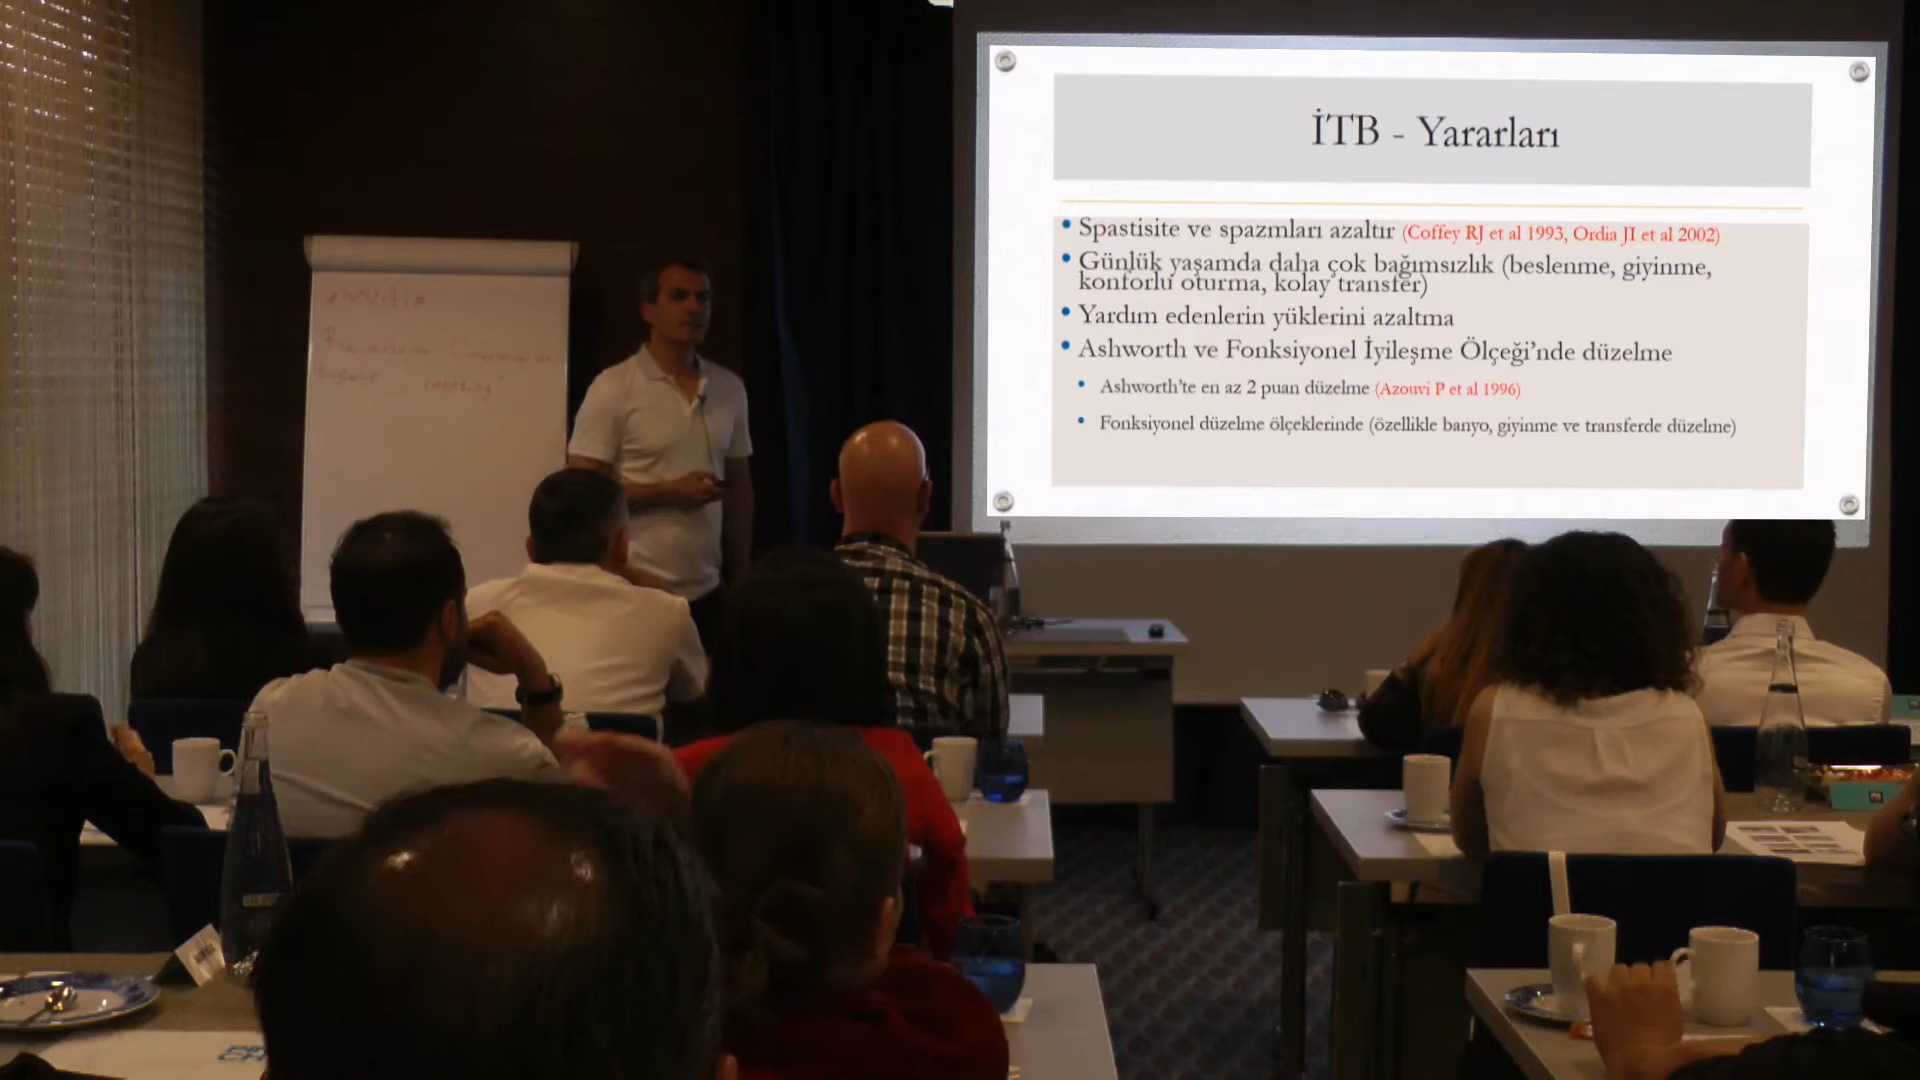 İTB - Yararları
• Spastisite ve spazmları azaltır (Coffey RJ et al 1993, Ordia JI et al 2002)
• Günlük yaşamda daha çok bağımsızlık (beslenme, giyinme,
konforlu oturma, kolay transfer)
• Yardım edenlerin yüklerini azaltma
• Ashworth ve Fonksiyonel İyileşme Ölçeği’nde düzelme
• Ashworth’te en az 2 puan düzelme (Azouvi P et al 1996)
• Fonksiyonel düzelme ölçeklerinde (özellikle banyo, giyinme ve transferde düzelme)
Wifi
meeting